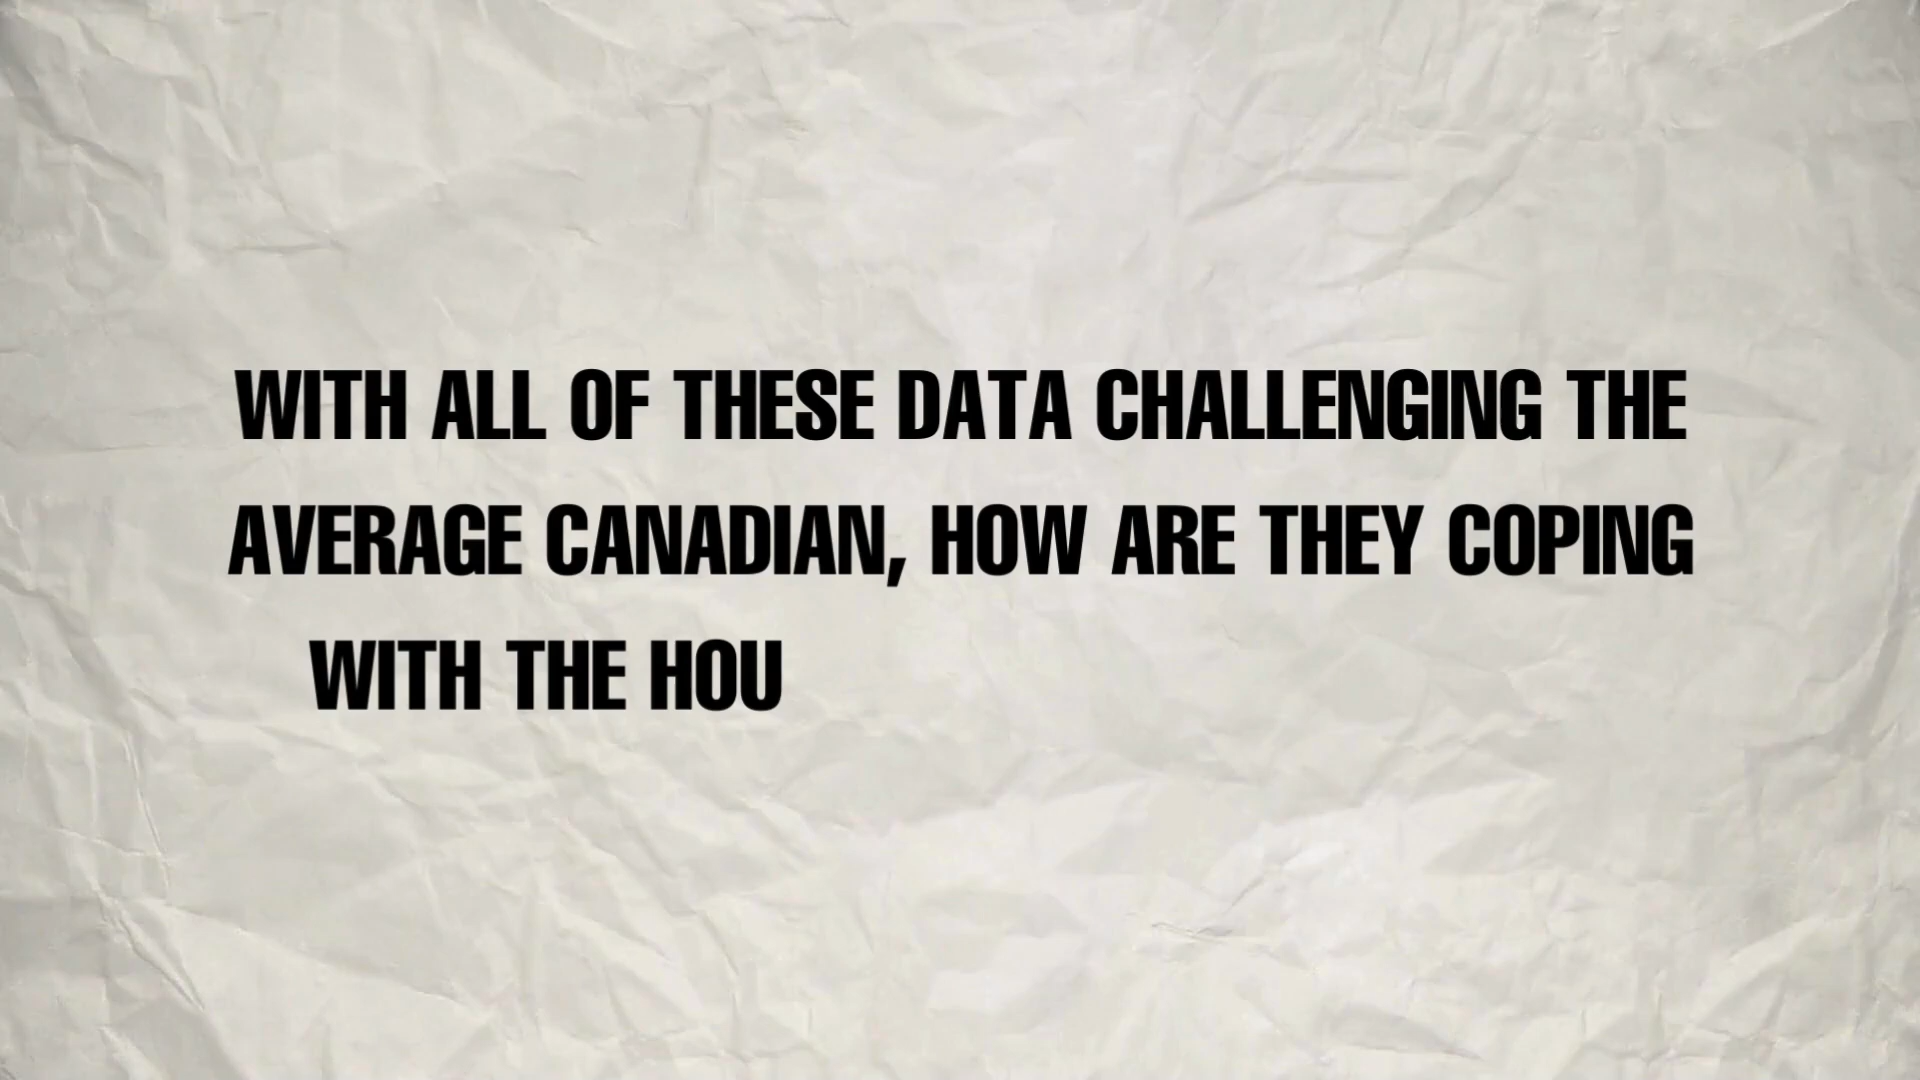 WITH ALL OF THESE DATA CHALLENGING THE
AVERAGE CANADIAN, HOW ARE THEY COPING
WITH THE HOU